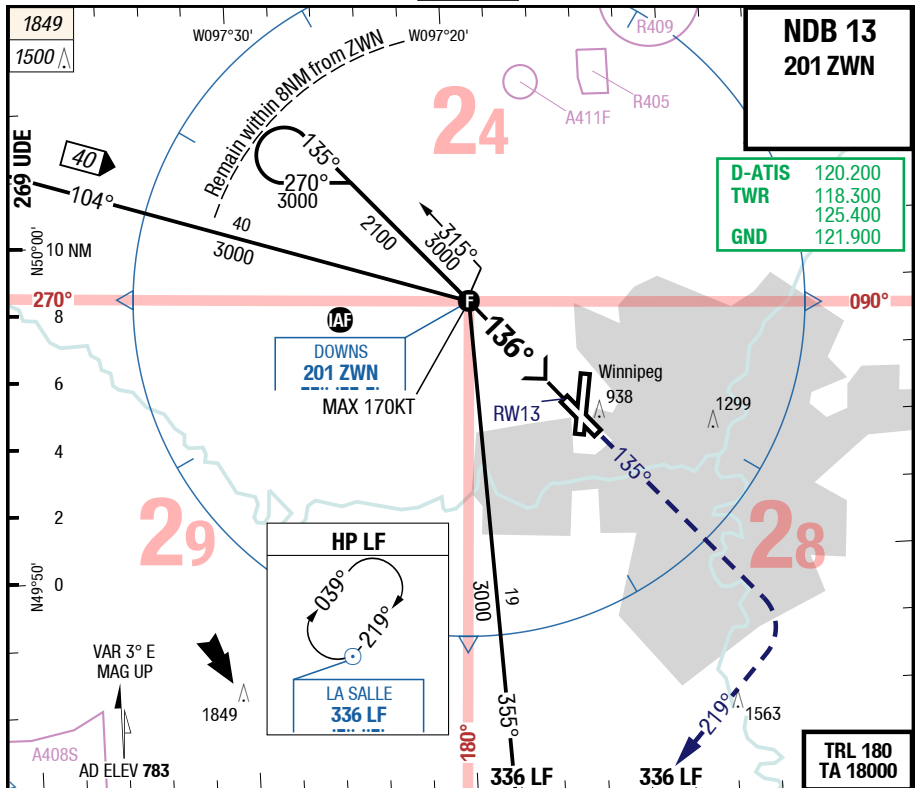 1849
1500
W097°30'
W097°20'
R409
NDB 13
201 ZWN
Remain within 8NM from ZWN
24
A411F
R405
269 UDE
40
104°
135°
270°
3000
D-ATIS 120.200
TWR 118.300
125.400
GND 121.900
40
3000
2100
315°
3000
N50°00'
10 NM
270°
F
090°
8
IAF
DOWNS
201 ZWN
136°
6
MAX 170KT
RW13
Winnipeg
938
1299
4
135°
2
29
28
HP LF
039°
219°
N49°50'
0
3000
19
VAR 3° E
MAG UP
1849
LA SALLE
336 LF
355°
180°
219°
1563
A408S
AD ELEV 783
336 LF
336 LF
TRL 180
TA 18000